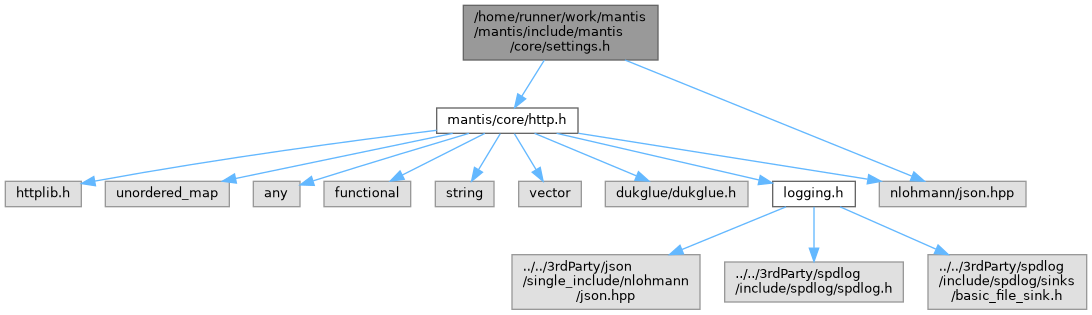 /home/runner/work/mantis
/mantis/include/mantis
/core/settings.h
mantis/core/http.h
httplib.h
unordered_map
any
functional
string
vector
dukglue/dukglue.h
logging.h
nlohmann/json.hpp
../../3rdParty/json
/single_include/nlohmann
/json.hpp
../../3rdParty/spdlog
/include/spdlog/spdlog.h
../../3rdParty/spdlog
/include/spdlog/sinks
/basic_file_sink.h